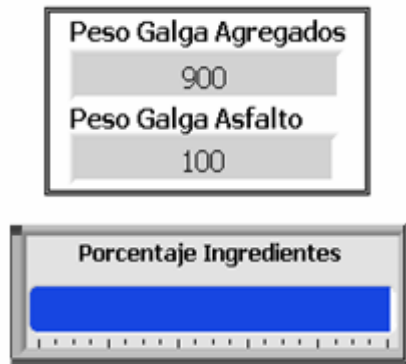 Peso Galga Agregados
900
Peso Galga Asfalto
100
Porcentaje Ingredientes